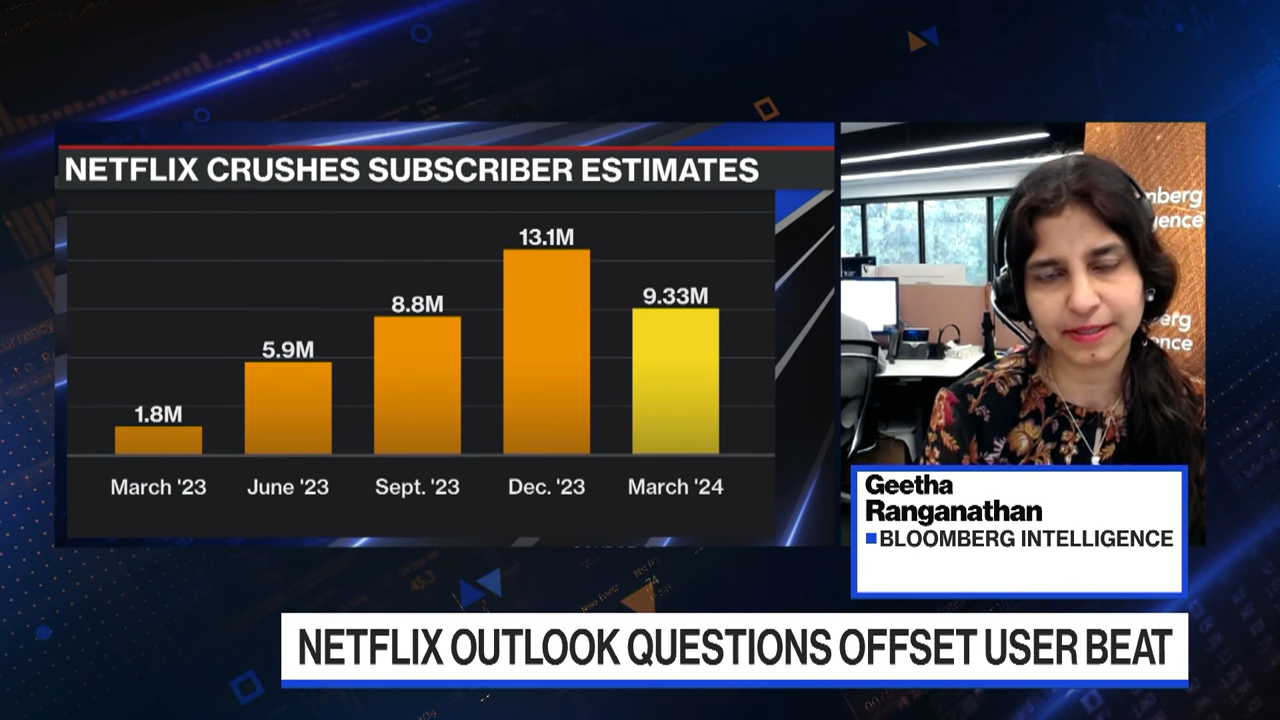 NETFLIX CRUSHES SUBSCRIBER ESTIMATES
13.1M
9.33M
8.8M
5.9M
1.8M
March '23
June '23
Sept. '23
Dec. '23
March '24
Geetha
Ranganathan
BLOOMBERG INTELLIGENCE
NETFLIX OUTLOOK QUESTIONS OFFSET USER BEAT